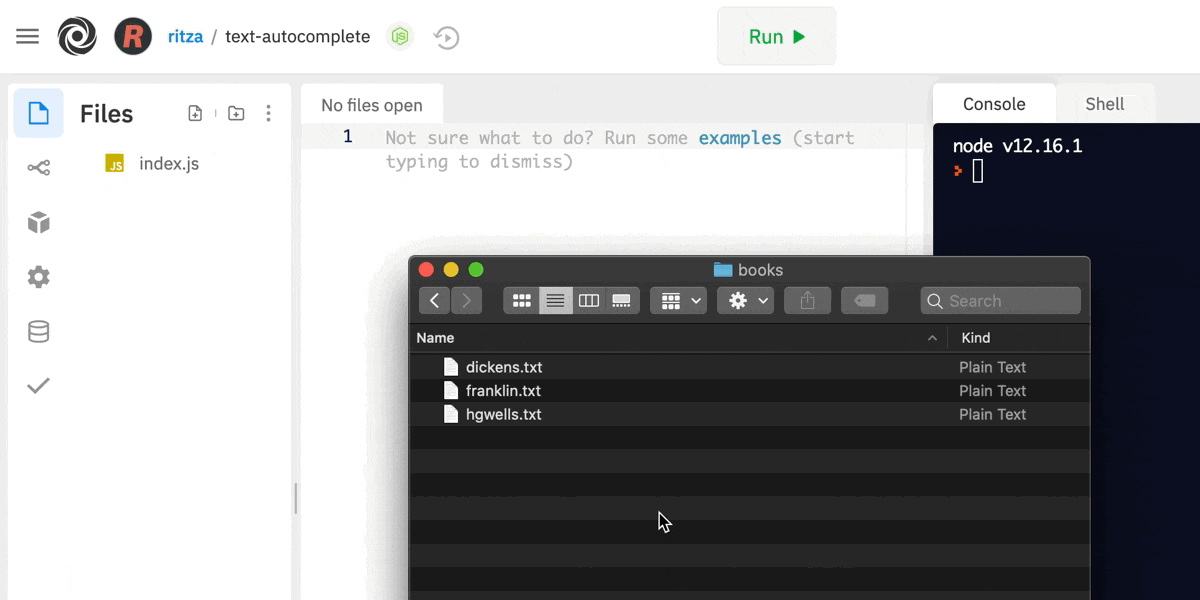 R ritza / text-autocomplete JS Run
Files
JS index.js
No files open
1 Not sure what to do? Run some examples (start
typing to dismiss)
Console Shell
node v12.16.1
books
Search
Name Kind
dickens.txt Plain Text
franklin.txt Plain Text
hgwells.txt Plain Text